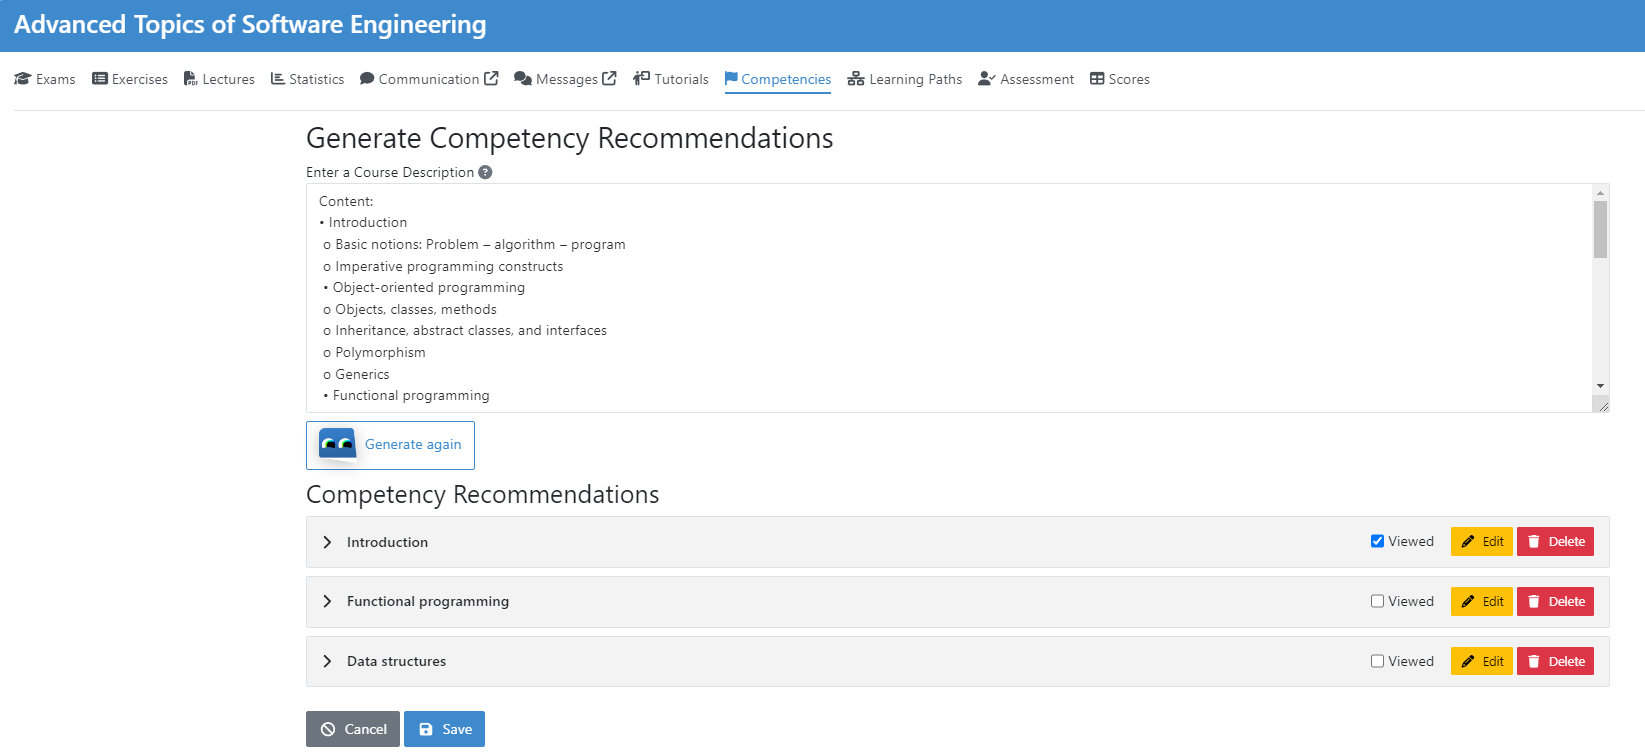 Advanced Topics of Software Engineering
Exams Exercises Lectures Statistics Communication Messages Tutorials Competencies Learning Paths Assessment Scores
Generate Competency Recommendations
Enter a Course Description ?
Content:
• Introduction
o Basic notions: Problem – algorithm – program
o Imperative programming constructs
• Object-oriented programming
o Objects, classes, methods
o Inheritance, abstract classes, and interfaces
o Polymorphism
o Generics
• Functional programming
Generate again
Competency Recommendations
Introduction Viewed Edit Delete
Functional programming Viewed Edit Delete
Data structures Viewed Edit Delete
Cancel Save